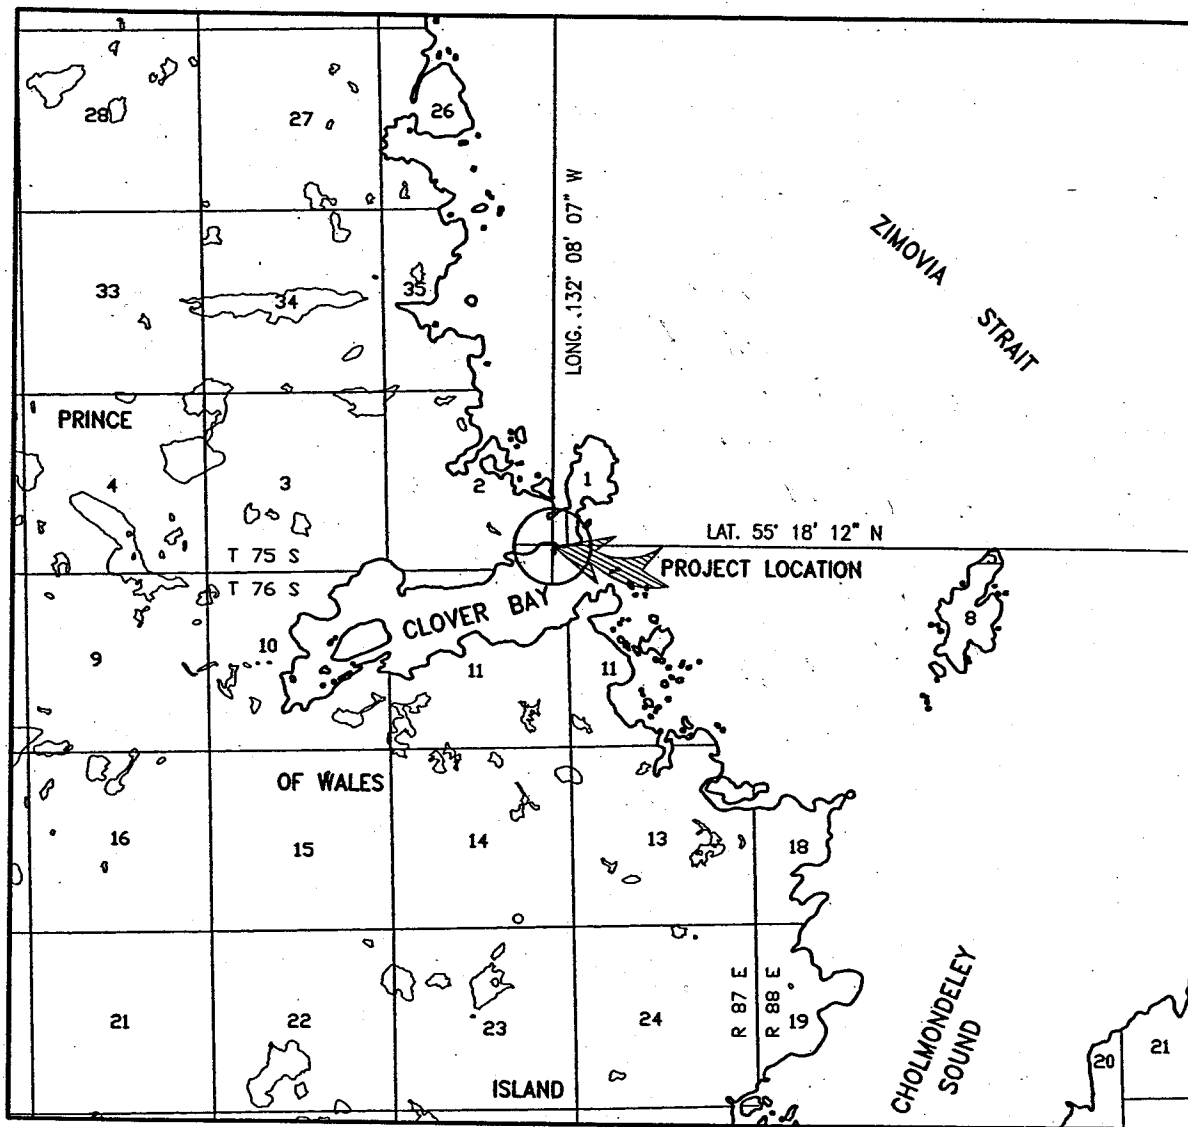 28
27
26
LONG. 132° 08' 07" W
ZIMOVIA
STRAIT
33
34
35
PRINCE
4
3
2
1
LAT. 55° 18' 12" N
T 75 S
T 76 S
PROJECT LOCATION
CLOVER BAY
8
9
10
11
11
OF WALES
16
15
14
13
18
R 87 E
R 88 E
CHOLMONDELEY
SOUND
21
22
23
24
19
20
21
ISLAND